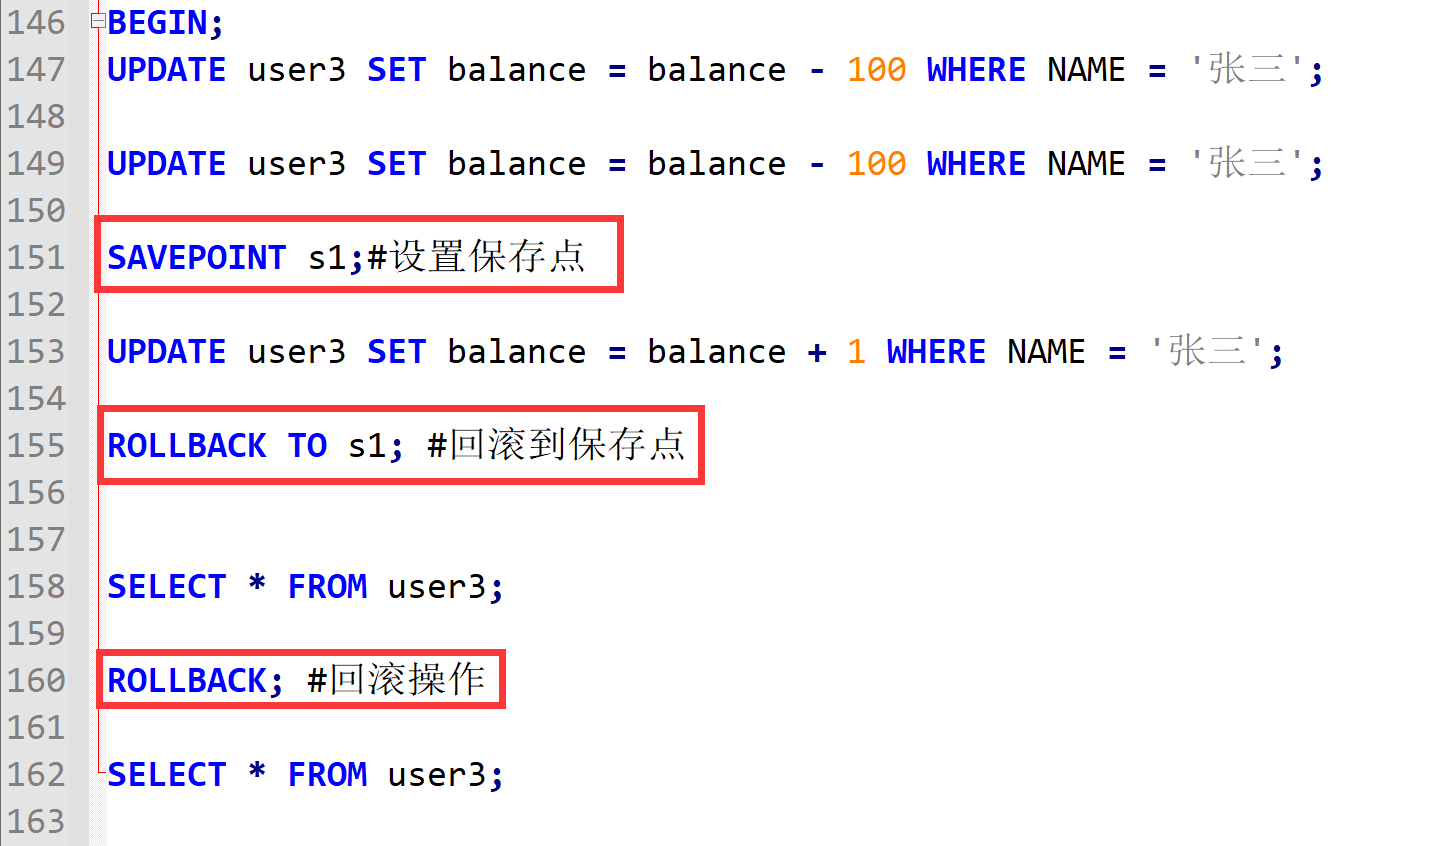 146 BEGIN;
147 UPDATE user3 SET balance = balance - 100 WHERE NAME = '张三';
148
149 UPDATE user3 SET balance = balance - 100 WHERE NAME = '张三';
150
151 SAVEPOINT s1;#设置保存点
152
153 UPDATE user3 SET balance = balance + 1 WHERE NAME = '张三';
154
155 ROLLBACK TO s1; #回滚到保存点
156
157
158 SELECT * FROM user3;
159
160 ROLLBACK; #回滚操作
161
162 SELECT * FROM user3;
163